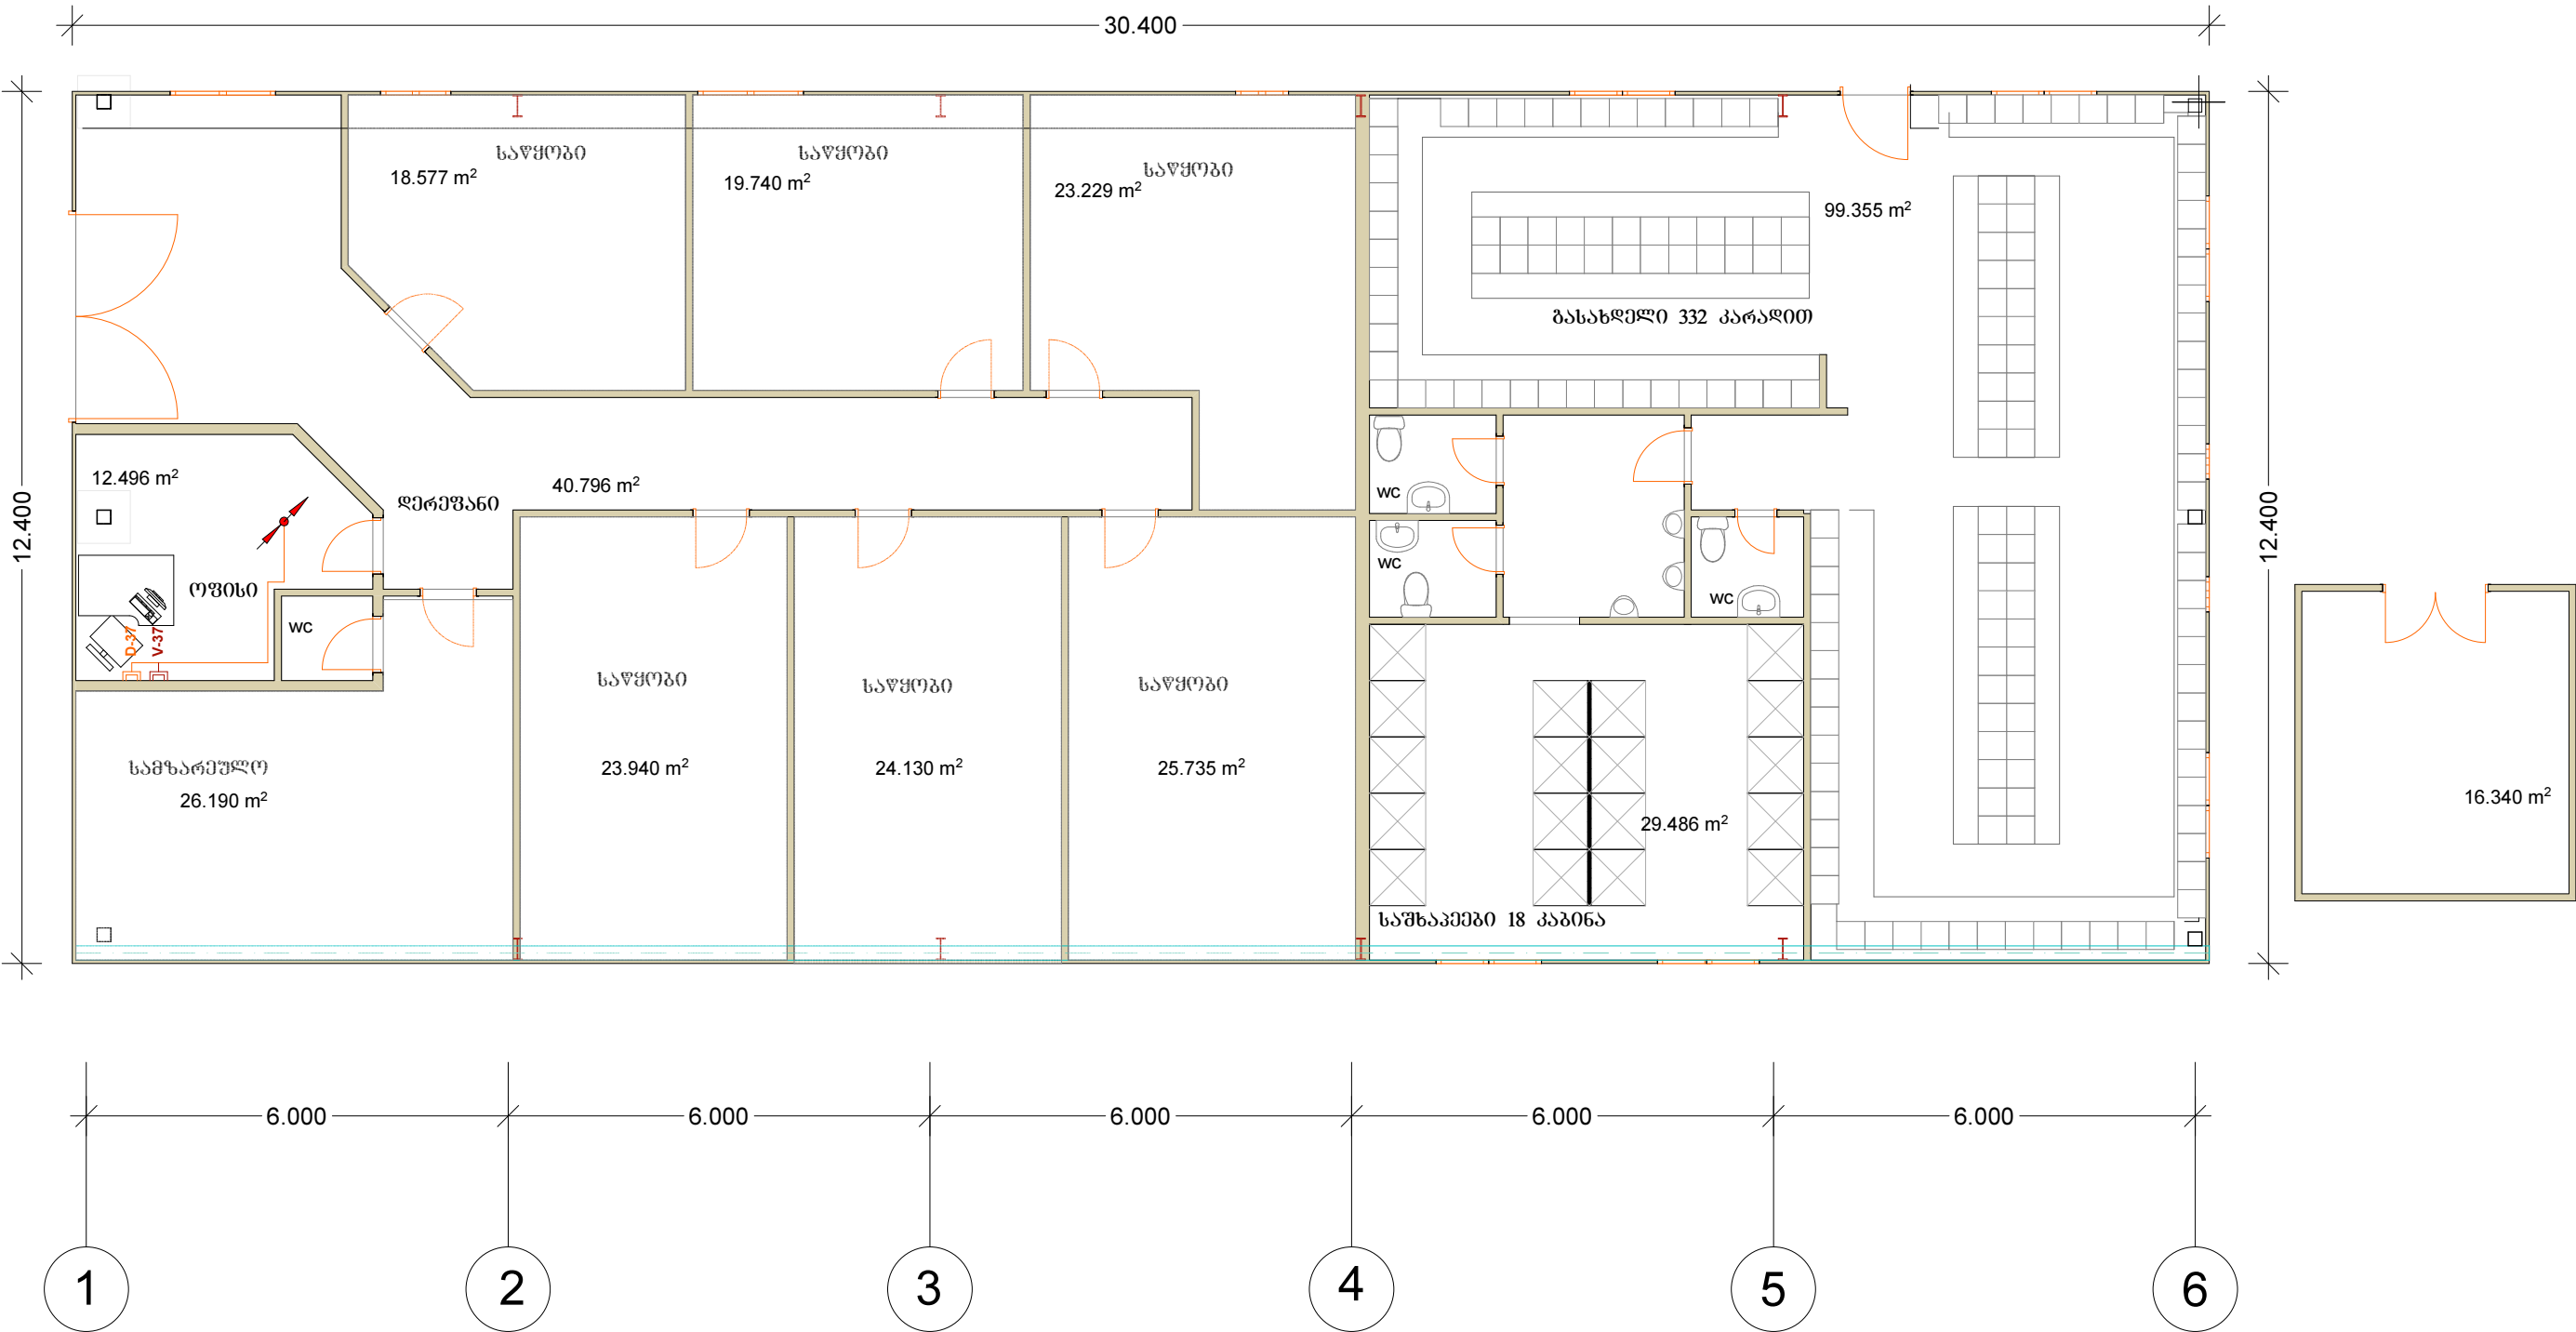 30.400
საწყობი
18.577 m²
საწყობი
19.740 m²
საწყობი
23.229 m²
99.355 m²
გასახდელი 332 კარადით
12.400
12.496 m²
დერეფანი
40.796 m²
ოფისი
D-37
V-37
WC
WC
WC
WC
12.400
საწყობი
23.940 m²
საწყობი
24.130 m²
საწყობი
25.735 m²
სამზარეულო
26.190 m²
29.486 m²
საშხაპეები 18 კაბინა
16.340 m²
6.000
6.000
6.000
6.000
6.000
1
2
3
4
5
6